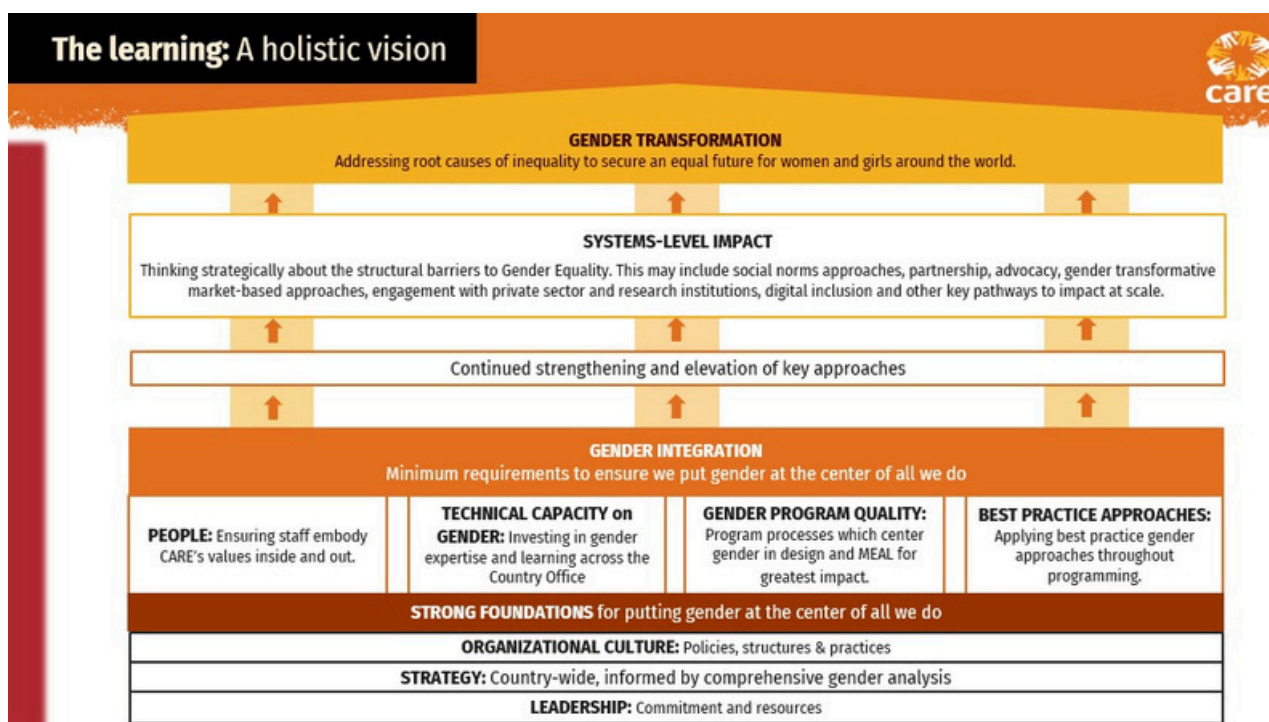 The learning: A holistic vision
care
GENDER TRANSFORMATION
Addressing root causes of inequality to secure an equal future for women and girls around the world.
SYSTEMS-LEVEL IMPACT
Thinking strategically about the structural barriers to Gender Equality. This may include social norms approaches, partnership, advocacy, gender transformative
market-based approaches, engagement with private sector and research institutions, digital inclusion and other key pathways to impact at scale.
Continued strengthening and elevation of key approaches
GENDER INTEGRATION
Minimum requirements to ensure we put gender at the center of all we do
PEOPLE: Ensuring staff embody
CARE's values inside and out.
TECHNICAL CAPACITY on
GENDER: Investing in gender
expertise and learning across the
Country Office
GENDER PROGRAM QUALITY:
Program processes which center
gender in design and MEAL for
greatest impact.
BEST PRACTICE APPROACHES:
Applying best practice gender
approaches throughout
programming.
STRONG FOUNDATIONS for putting gender at the center of all we do
ORGANIZATIONAL CULTURE: Policies, structures & practices
STRATEGY: Country-wide, informed by comprehensive gender analysis
LEADERSHIP: Commitment and resources